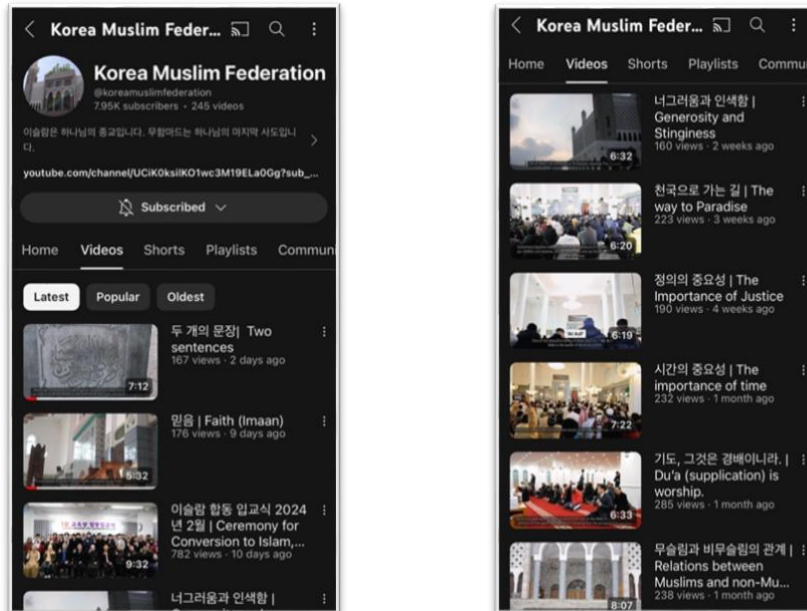 Korea Muslim Feder...
Korea Muslim Federation
@koreamuslimfederation
7.95K subscribers • 245 videos
이슬람은 하나님의 종교입니다. 무함마드는 하나님의 마지막 사도입니
다.
youtube.com/channel/UCiK0ksilKO1wc3M19ELa0Gg?sub_...
Subscribed
Home Videos Shorts Playlists Commun
Latest Popular Oldest
두 개의 문장| Two
sentences
167 views · 2 days ago
7:12
믿음 | Faith (Imaan)
176 views · 9 days ago
5:32
이슬람 합동 입교식 2024
년 2월 | Ceremony for
Conversion to Islam,...
782 views · 10 days ago
9:32
너그러움과 인색함 |
Korea Muslim Feder...
Home Videos Shorts Playlists Commu
너그러움과 인색함 |
Generosity and
Stinginess
160 views · 2 weeks ago
6:32
천국으로 가는 길 | The
way to Paradise
223 views · 3 weeks ago
6:20
정의의 중요성 | The
Importance of Justice
190 views · 4 weeks ago
6:19
시간의 중요성 | The
importance of time
232 views · 1 month ago
7:22
기도, 그것은 경배이니라. |
Du'a (supplication) is
worship.
285 views · 1 month ago
6:33
무슬림과 비무슬림의 관계 |
Relations between
Muslims and non-Mu...
238 views · 1 month ago
8:07